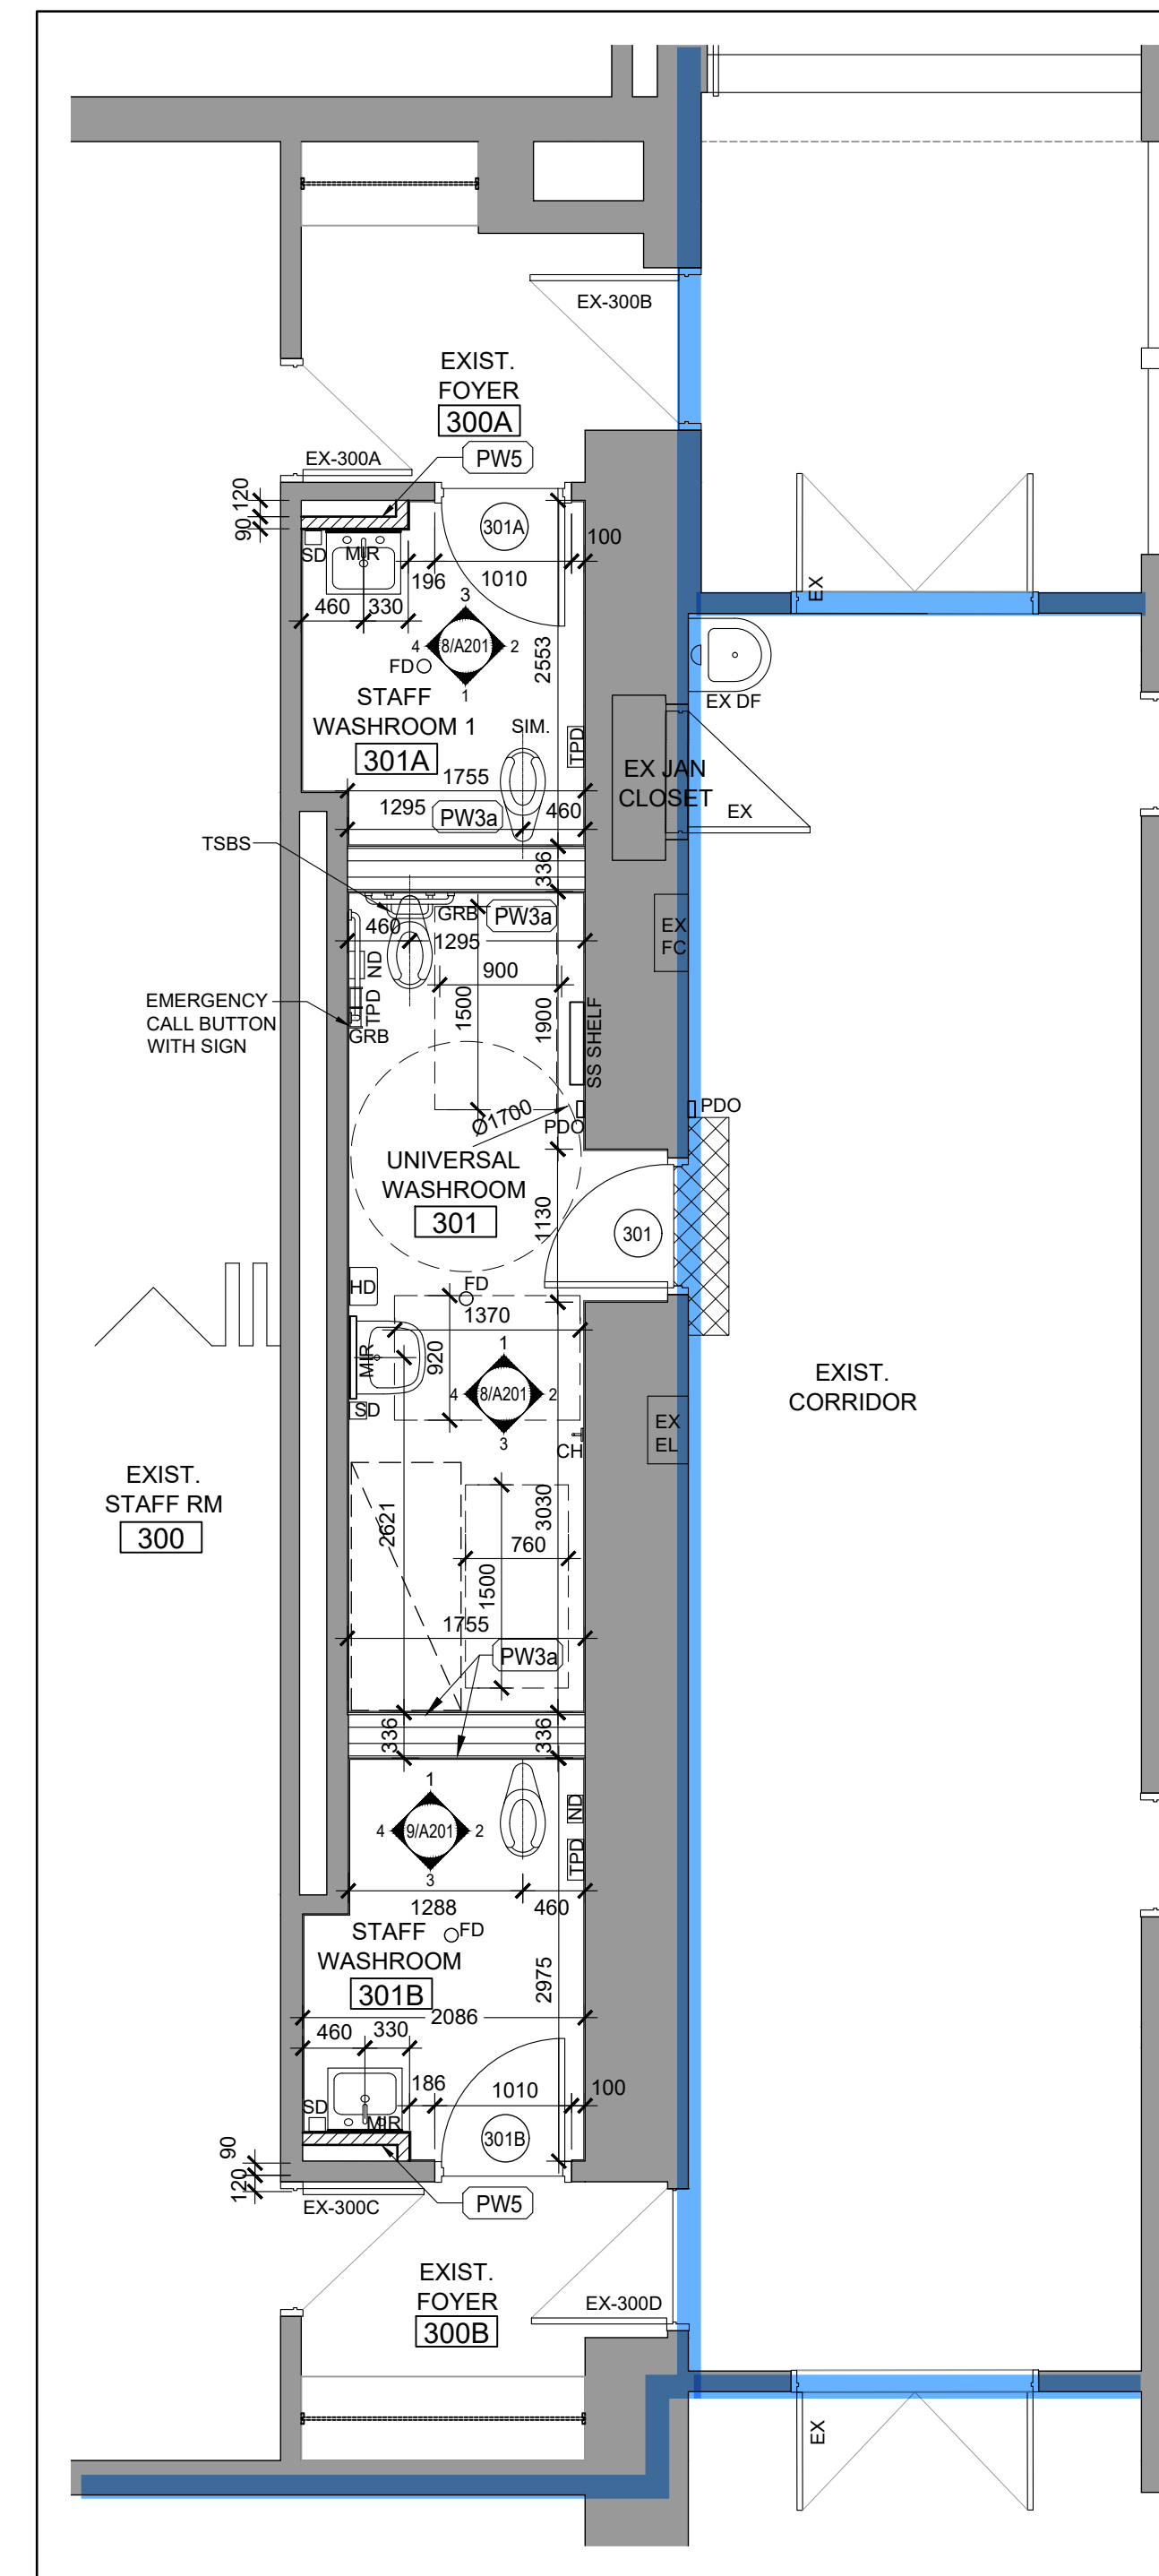 EX-300B
EXIST.
FOYER
300A
EX-300A
PW5
120
90
301A
100
SD
MIR
196
1010
460
330
3
4
8/A201
2
1
FD
2553
EX
EX DF
STAFF
WASHROOM 1
301A
SIM.
TPD
EX JAN
CLOSET
EX
1755
1295
PW3a
460
TSBS
336
GRB
PW3a
460
1295
EX
FC
ND
900
EMERGENCY
CALL BUTTON
WITH SIGN
TPD
GRB
1500
1900
SS SHELF
Ø1700
PDO
PDO
UNIVERSAL
WASHROOM
301
1130
301
HD
FD
1370
MIR
920
1
4
8/A201
2
3
SD
CH
EX
EL
EXIST.
CORRIDOR
EXIST.
STAFF RM
300
2621
3030
760
1500
1755
PW3a
336
336
1
4
9/A201
2
3
ND
TPD
1288
460
STAFF
WASHROOM
301B
FD
2975
2086
460
330
186
1010
100
SD
MIR
301B
90
120
EX-300C
PW5
EXIST.
FOYER
300B
EX-300D
EX